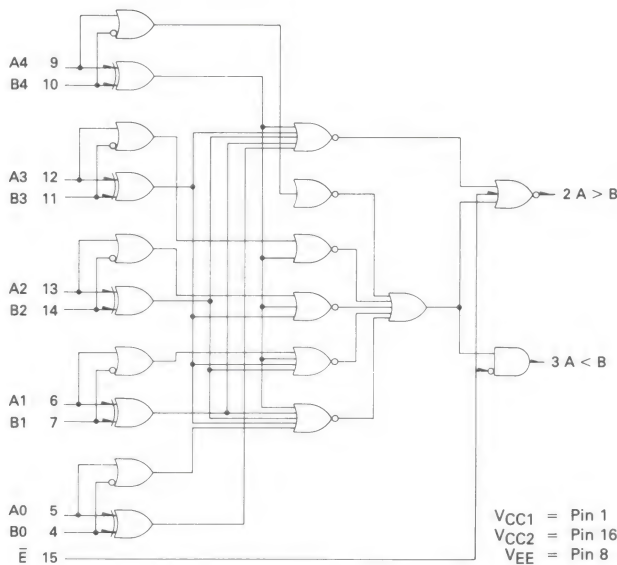 A4 9
B4 10
A3 12
B3 11
2 A > B
A2 13
B2 14
3 A < B
A1 6
B1 7
A0 5
B0 4
E̅ 15
VCC1 = Pin 1
VCC2 = Pin 16
VEE = Pin 8